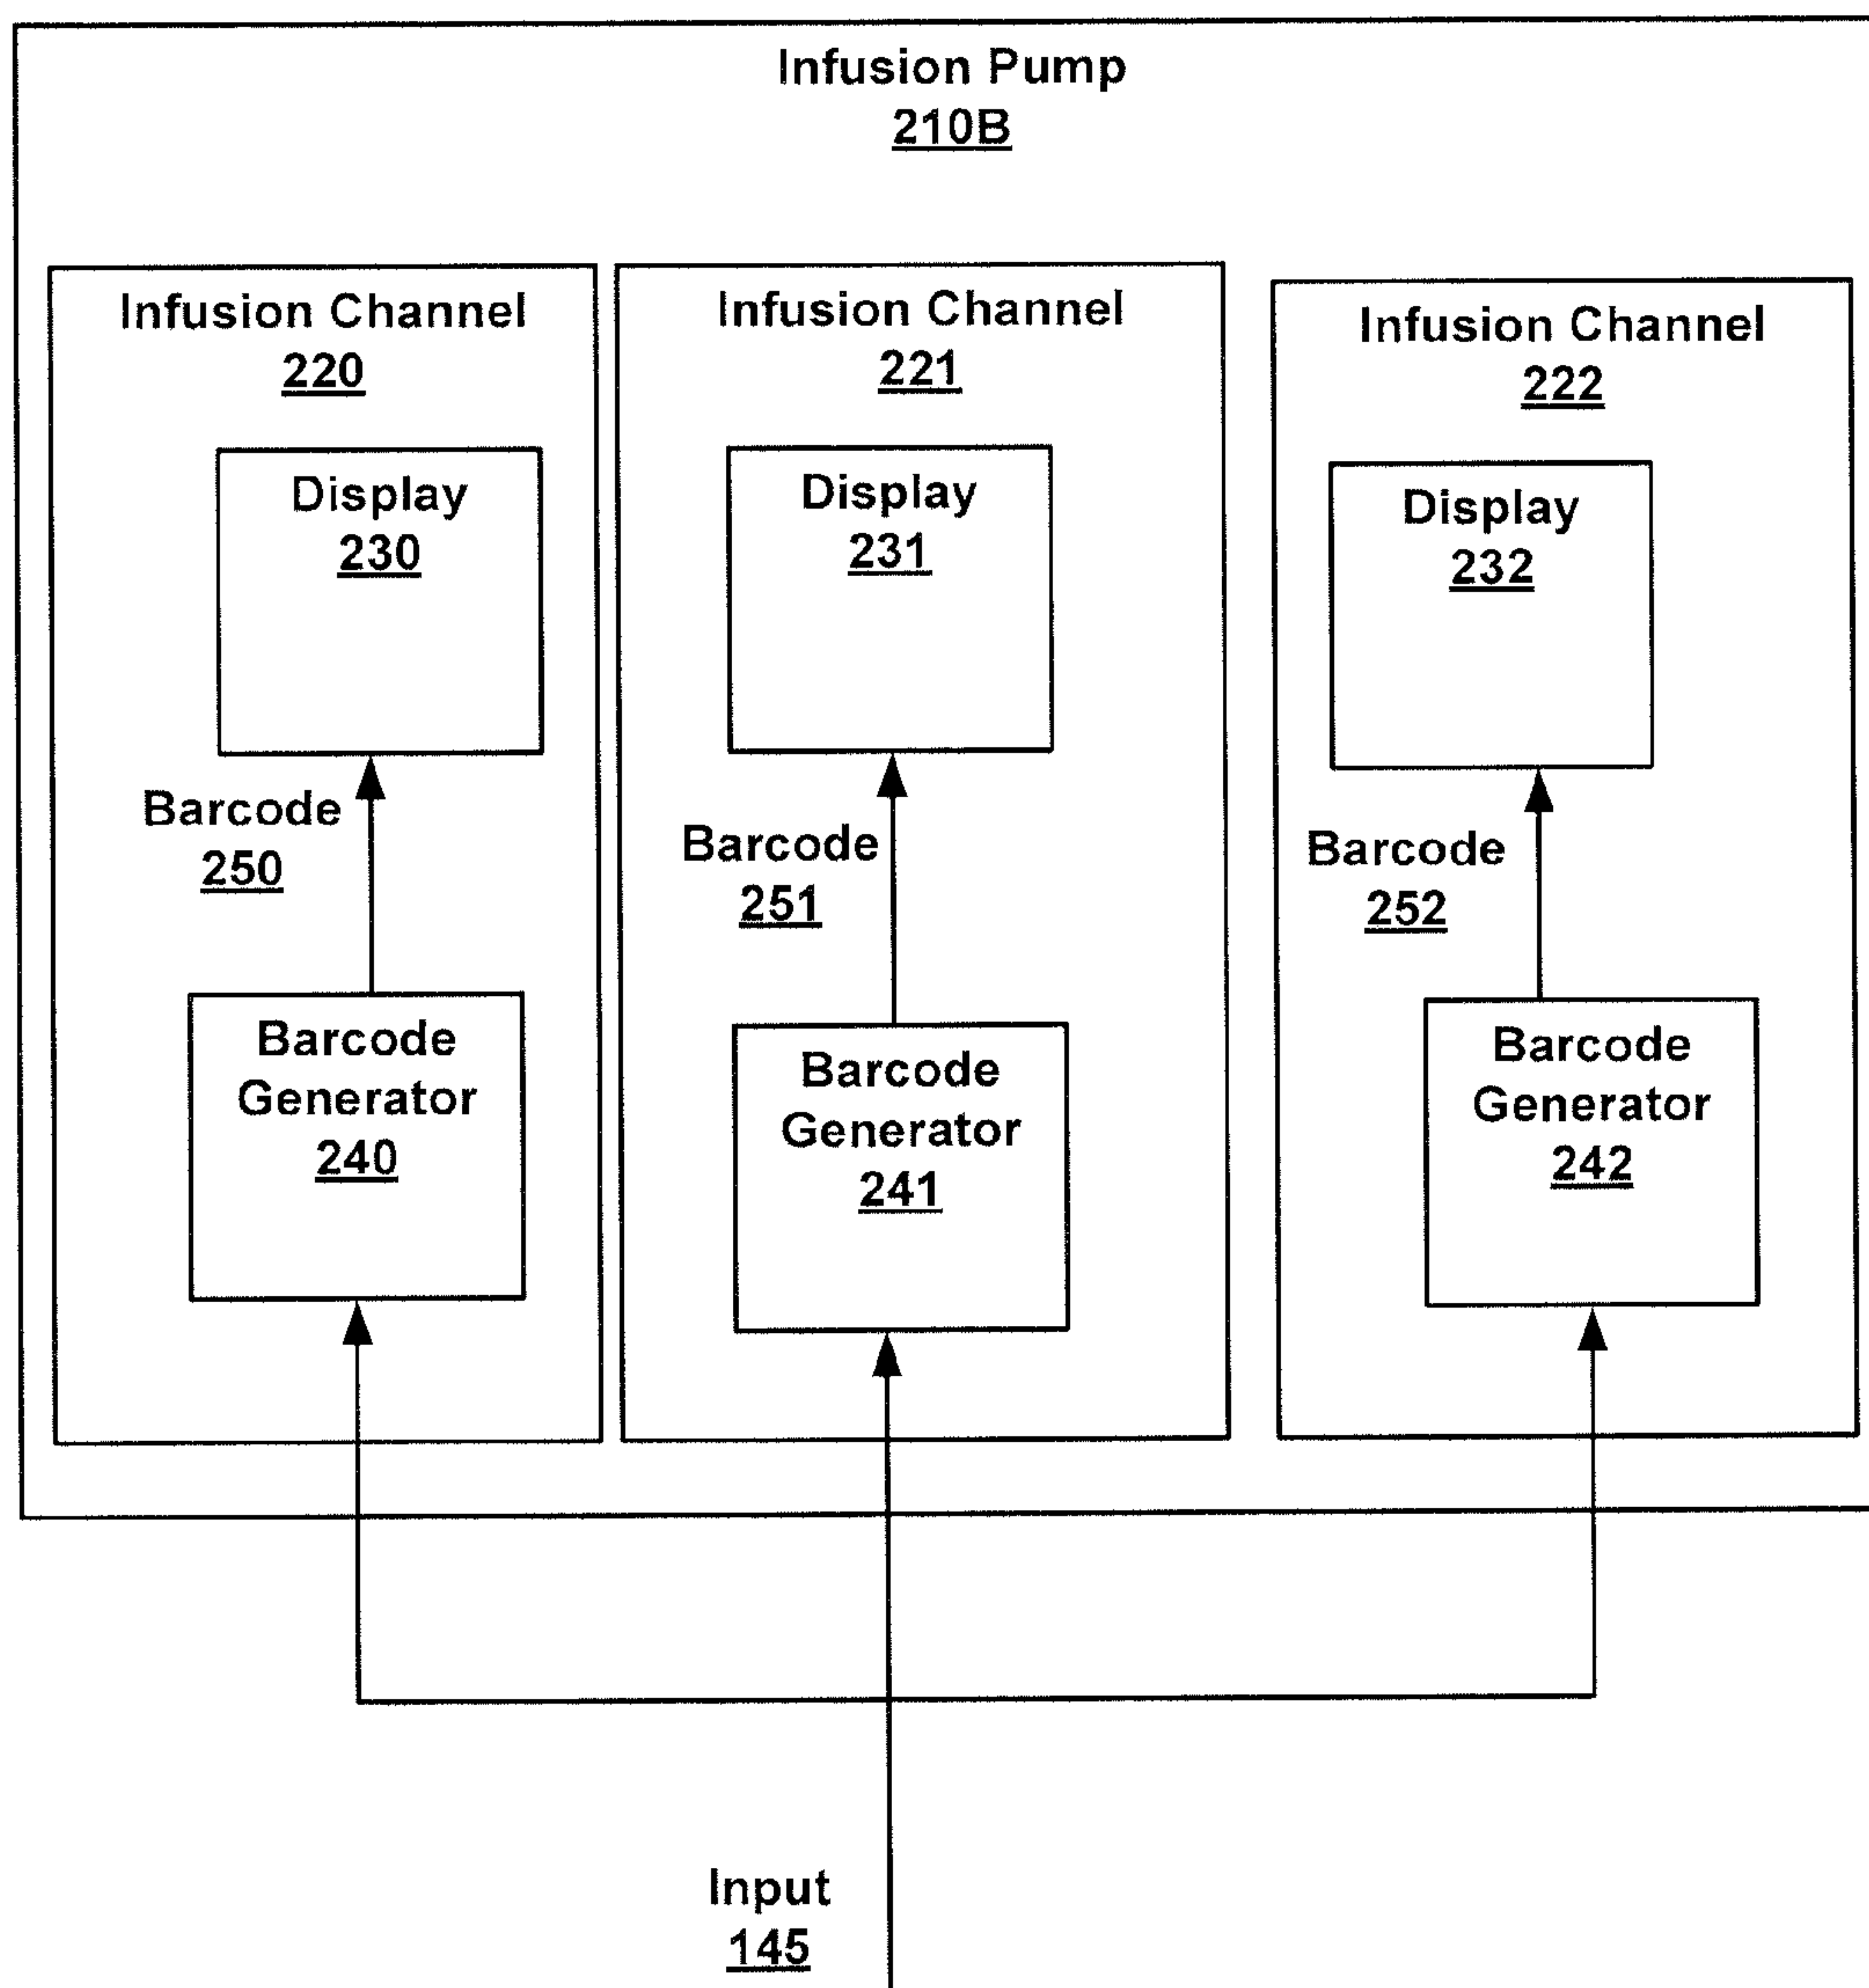 Infusion Pump
210B
Infusion Channel
220
Display
230
Barcode
250
Barcode
Generator
240
Infusion Channel
221
Display
231
Barcode
251
Barcode
Generator
241
Infusion Channel
222
Display
232
Barcode
252
Barcode
Generator
242
Input
145